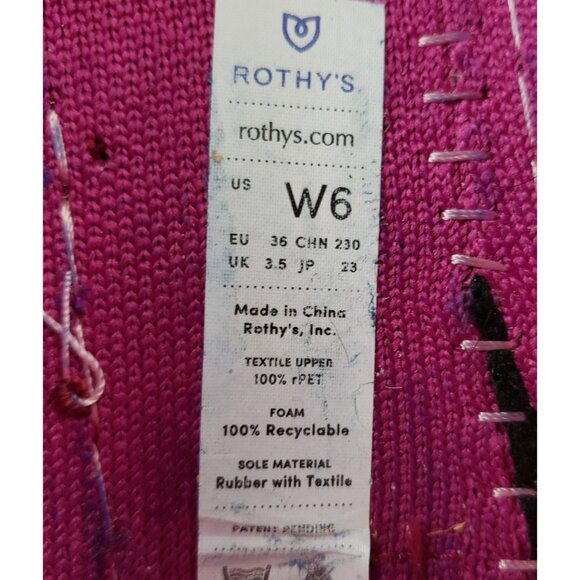 ROTHY'S
rothys.com
US W6
EU 36 CHN 230
UK 3.5 JP 23
Made in China
Rothy's, Inc.
TEXTILE UPPER
100% rPET
FOAM
100% Recyclable
SOLE MATERIAL
Rubber with Textile
PATENT PENDING